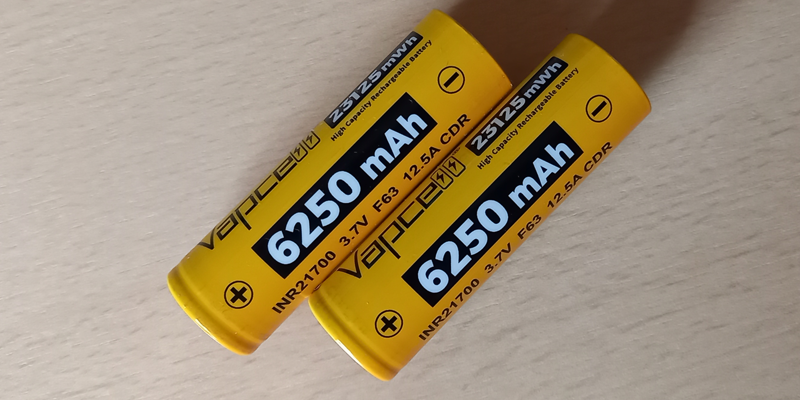 Vapcell
23125mWh
High Capacity Rechargeable Battery
6250 mAh
INR21700 3.7V F63 12.5A CDR
Vapcell
23125mWh
High Capacity Rechargeable Battery
6250 mAh
INR21700 3.7V F63 12.5A CDR